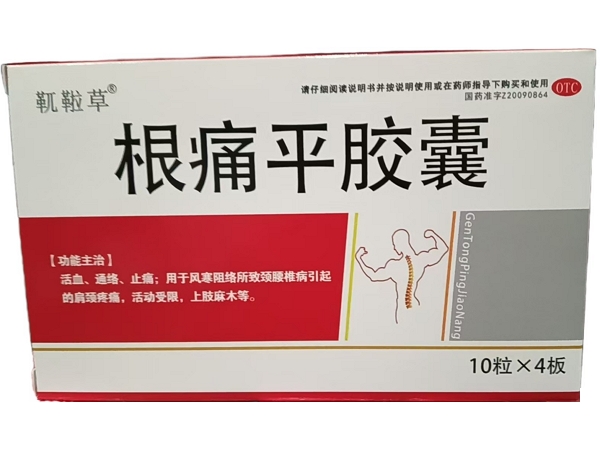 靰鞡草®
请仔细阅读说明书并按说明使用或在药师指导下购买和使用
国药准字Z20090864
OTC
根痛平胶囊
【功能主治】
活血、通络、止痛；用于风寒阻络所致颈腰椎病引起
的肩颈疼痛，活动受限，上肢麻木等。
GenTongPingJiaoNang
10粒×4板